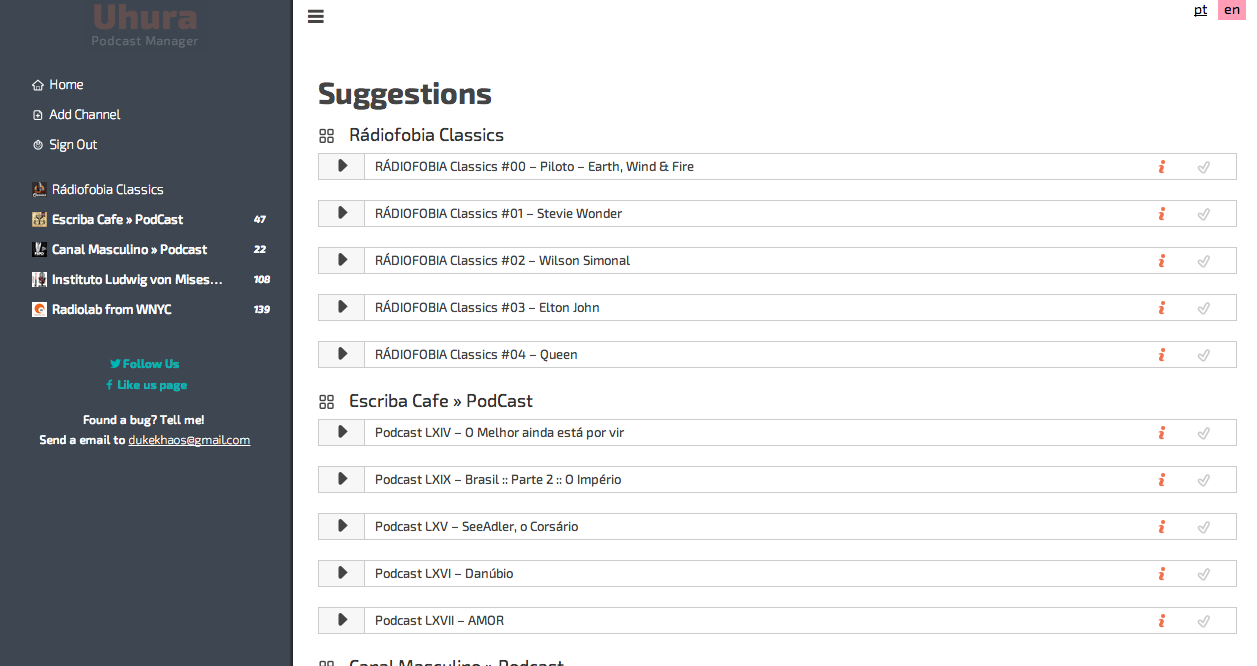 Uhura
Podcast Manager
Home
Add Channel
Sign Out
Rádiofobia Classics
Escriba Cafe » PodCast 47
Canal Masculino » Podcast 22
Instituto Ludwig von Mises... 108
Radiolab from WNYC 139
Follow Us
Like us page
Found a bug? Tell me!
Send a email to dukekhaos@gmail.com
pt en
Suggestions
Rádiofobia Classics
RÁDIOFOBIA Classics #00 – Piloto – Earth, Wind & Fire
RÁDIOFOBIA Classics #01 – Stevie Wonder
RÁDIOFOBIA Classics #02 – Wilson Simonal
RÁDIOFOBIA Classics #03 – Elton John
RÁDIOFOBIA Classics #04 – Queen
Escriba Cafe » PodCast
Podcast LXIV – O Melhor ainda está por vir
Podcast LXIX – Brasil :: Parte 2 :: O Império
Podcast LXV – SeeAdler, o Corsário
Podcast LXVI – Danúbio
Podcast LXVII – AMOR
Canal Masculino » Podcast